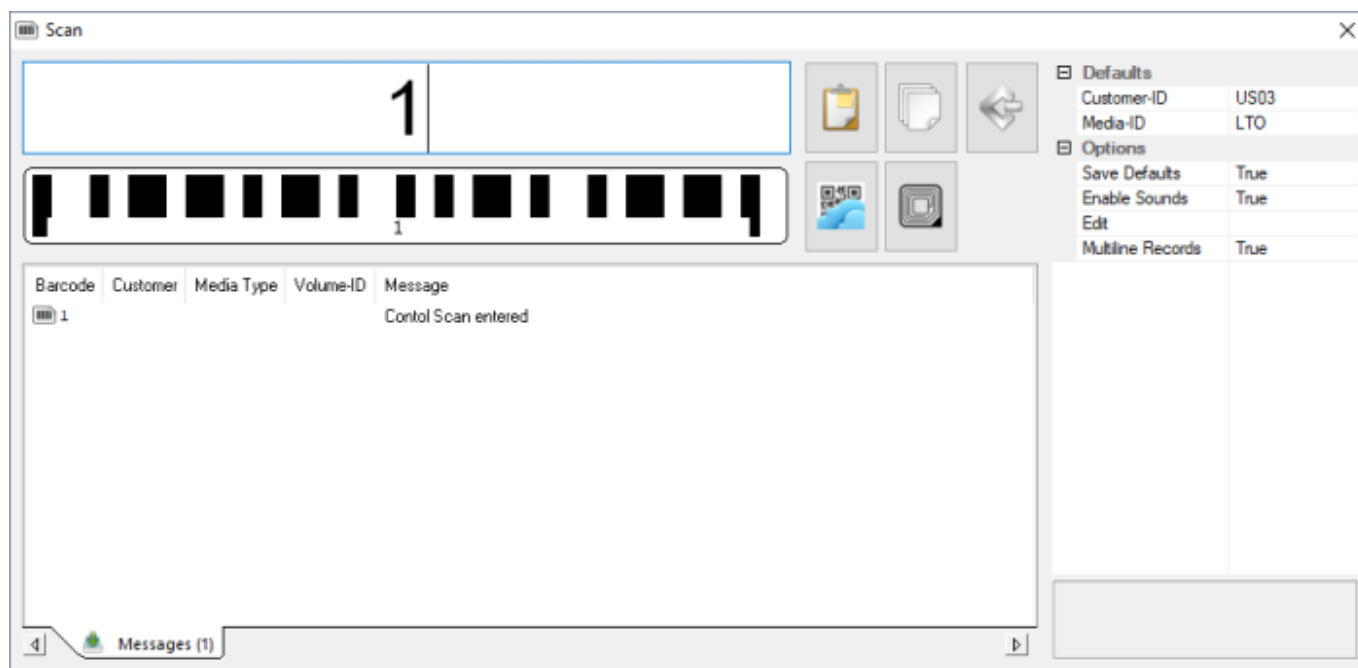 Scan
1
1
Barcode Customer Media Type Volume-ID Message
1 Contol Scan entered
Messages (1)
Defaults
Customer-ID US03
Media-ID LTO
Options
Save Defaults True
Enable Sounds True
Edit
Multiline Records True